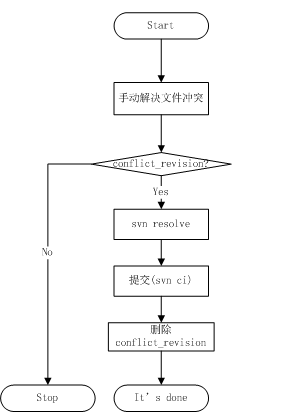 Start
手动解决文件冲突
conflict_revision?
Yes
No
svn resolve
提交(svn ci)
删除
conflict_revision
Stop
It's done